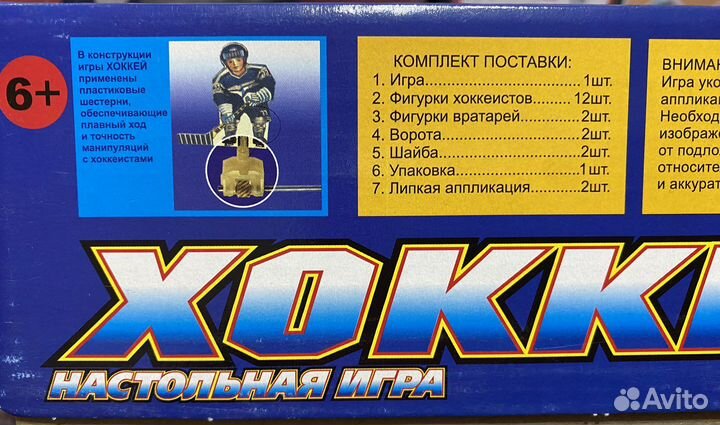 6+
В конструкции
игры ХОККЕЙ
применены
пластиковые
шестерни,
обеспечивающие
плавный ход
и точность
манипуляций
с хоккеистами
КОМПЛЕКТ ПОСТАВКИ:
1. Игра.......................................1шт.
2. Фигурки хоккеистов......... 12шт.
3. Фигурки вратарей..............2шт.
4. Ворота..................................2шт.
5. Шайба..................................2шт.
6. Упаковка..............................1шт.
7. Липкая аппликация.............2шт.
ВНИМАН
Игра уко
апплика
Необход
изображ
от подло
относите
и аккурат
ХОККЕ
НАСТОЛЬНАЯ ИГРА
Avito